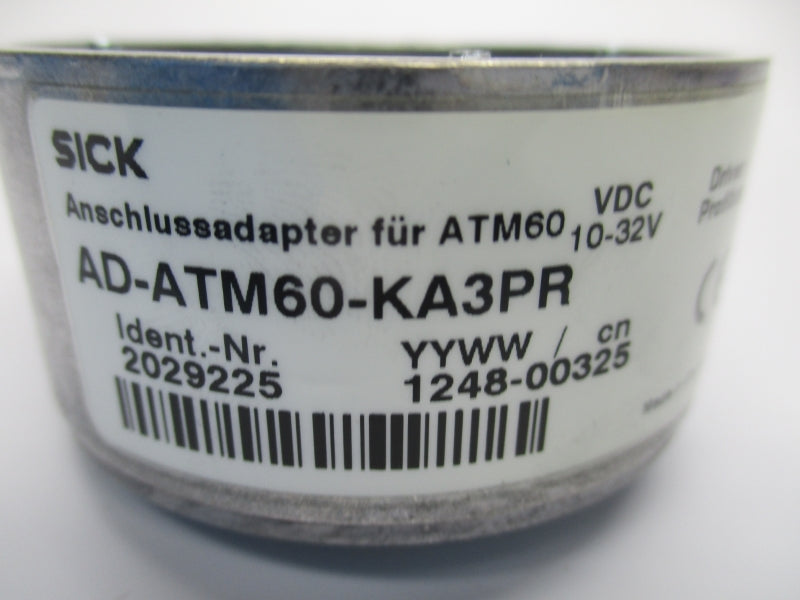 SICK
Anschlussadapter für ATM60 VDC 10-32V
AD-ATM60-KA3PR
Ident.-Nr.
2029225
YYWW / cn
1248-00325